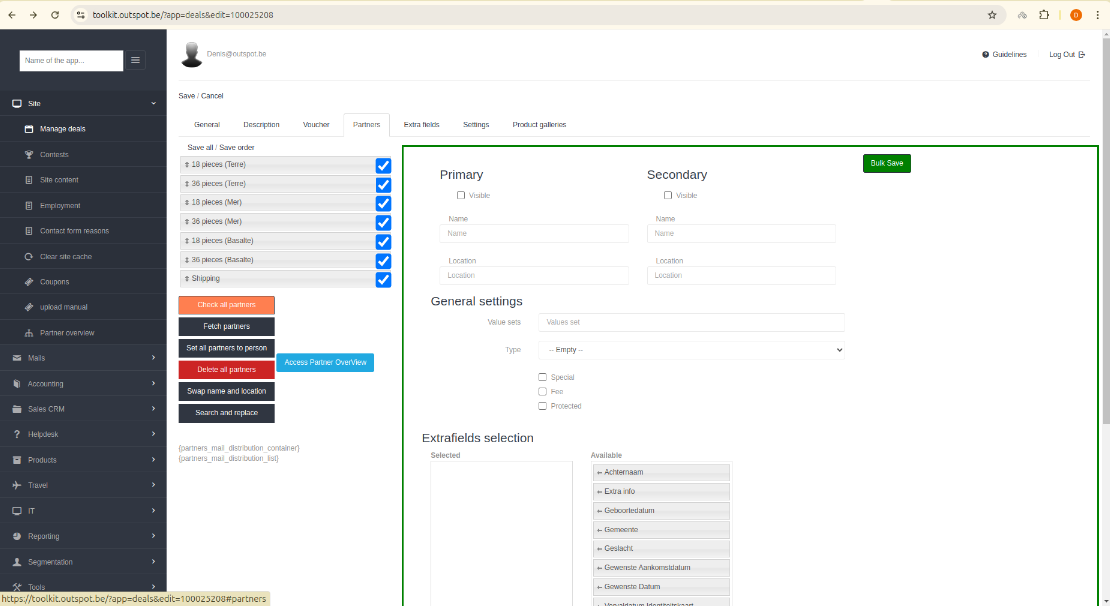 toolkit.outspot.be/?app=deals&edit=100025208
D
Name of the app...
Denis@outspot.be
Guidelines
Log Out
Save / Cancel
Site
Manage deals
Contests
Site content
Employment
Contact form reasons
Clear site cache
Coupons
upload manual
Partner overview
Mails
Accounting
Sales CRM
Helpdesk
Products
Travel
IT
Reporting
Segmentation
Tools
General
Description
Voucher
Partners
Extra fields
Settings
Product galleries
Save all / Save order
18 pieces (Terre)
36 pieces (Terre)
18 pieces (Mer)
36 pieces (Mer)
18 pieces (Basalte)
36 pieces (Basalte)
Shipping
Check all partners
Fetch partners
Set all partners to person
Delete all partners
Access Partner OverView
Swap name and location
Search and replace
{partners_mail_distribution_container}
{partners_mail_distribution_list}
Bulk Save
Primary
Visible
Name
Name
Location
Location
Secondary
Visible
Name
Name
Location
Location
General settings
Value sets
Values set
Type
-- Empty --
Special
Fee
Protected
Extrafields selection
Selected
Available
⇐ Achternaam
⇐ Extra info
⇐ Geboortedatum
⇐ Gemeente
⇐ Geslacht
⇐ Gewenste Aankomstdatum
⇐ Gewenste Datum
⇐ Vervaldatum Identiteitskaart
https://toolkit.outspot.be/?app=deals&edit=100025208#partners